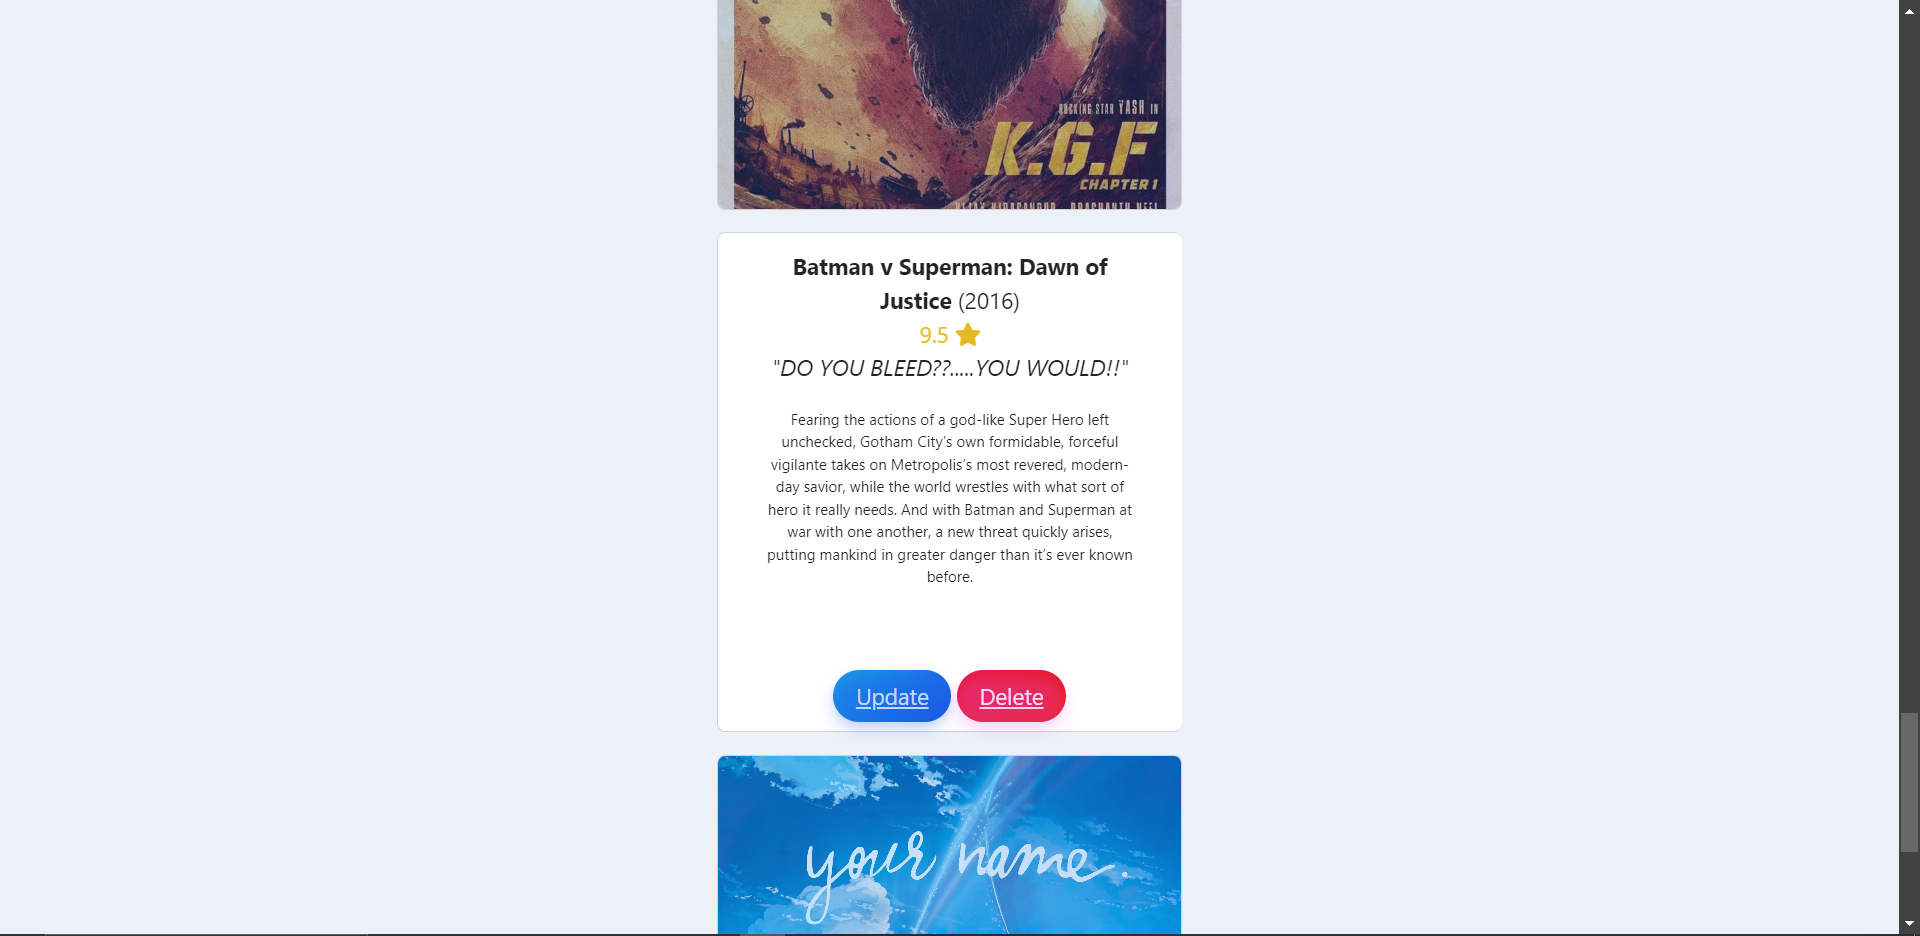 ROCKING STAR YASH IN
K.G.F
CHAPTER 1
VIJAY KIRAGANDUR PRASHANTH NEEL
Batman v Superman: Dawn of
Justice (2016)
9.5
"DO YOU BLEED??.....YOU WOULD!!"
Fearing the actions of a god-like Super Hero left
unchecked, Gotham City’s own formidable, forceful
vigilante takes on Metropolis’s most revered, modern-
day savior, while the world wrestles with what sort of
hero it really needs. And with Batman and Superman at
war with one another, a new threat quickly arises,
putting mankind in greater danger than it’s ever known
before.
Update Delete
your name.